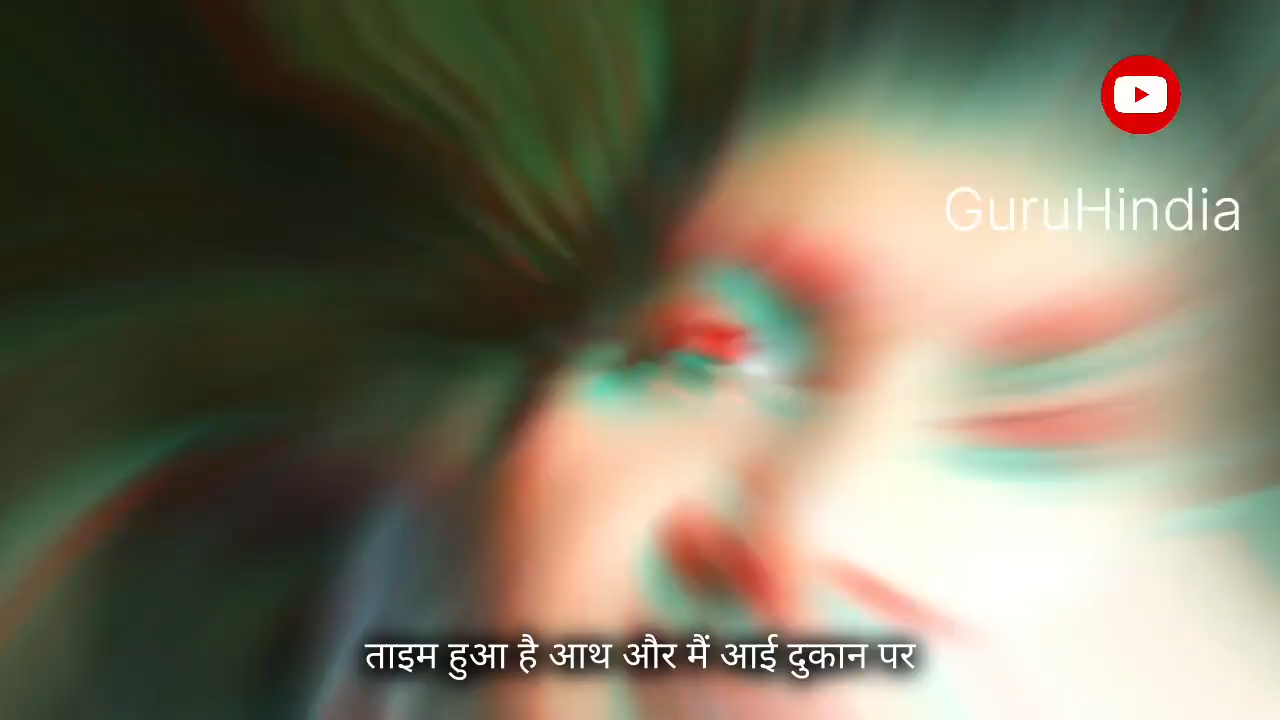 GuruHindia
ताइम हुआ है आथ और मैं आई दुकान पर